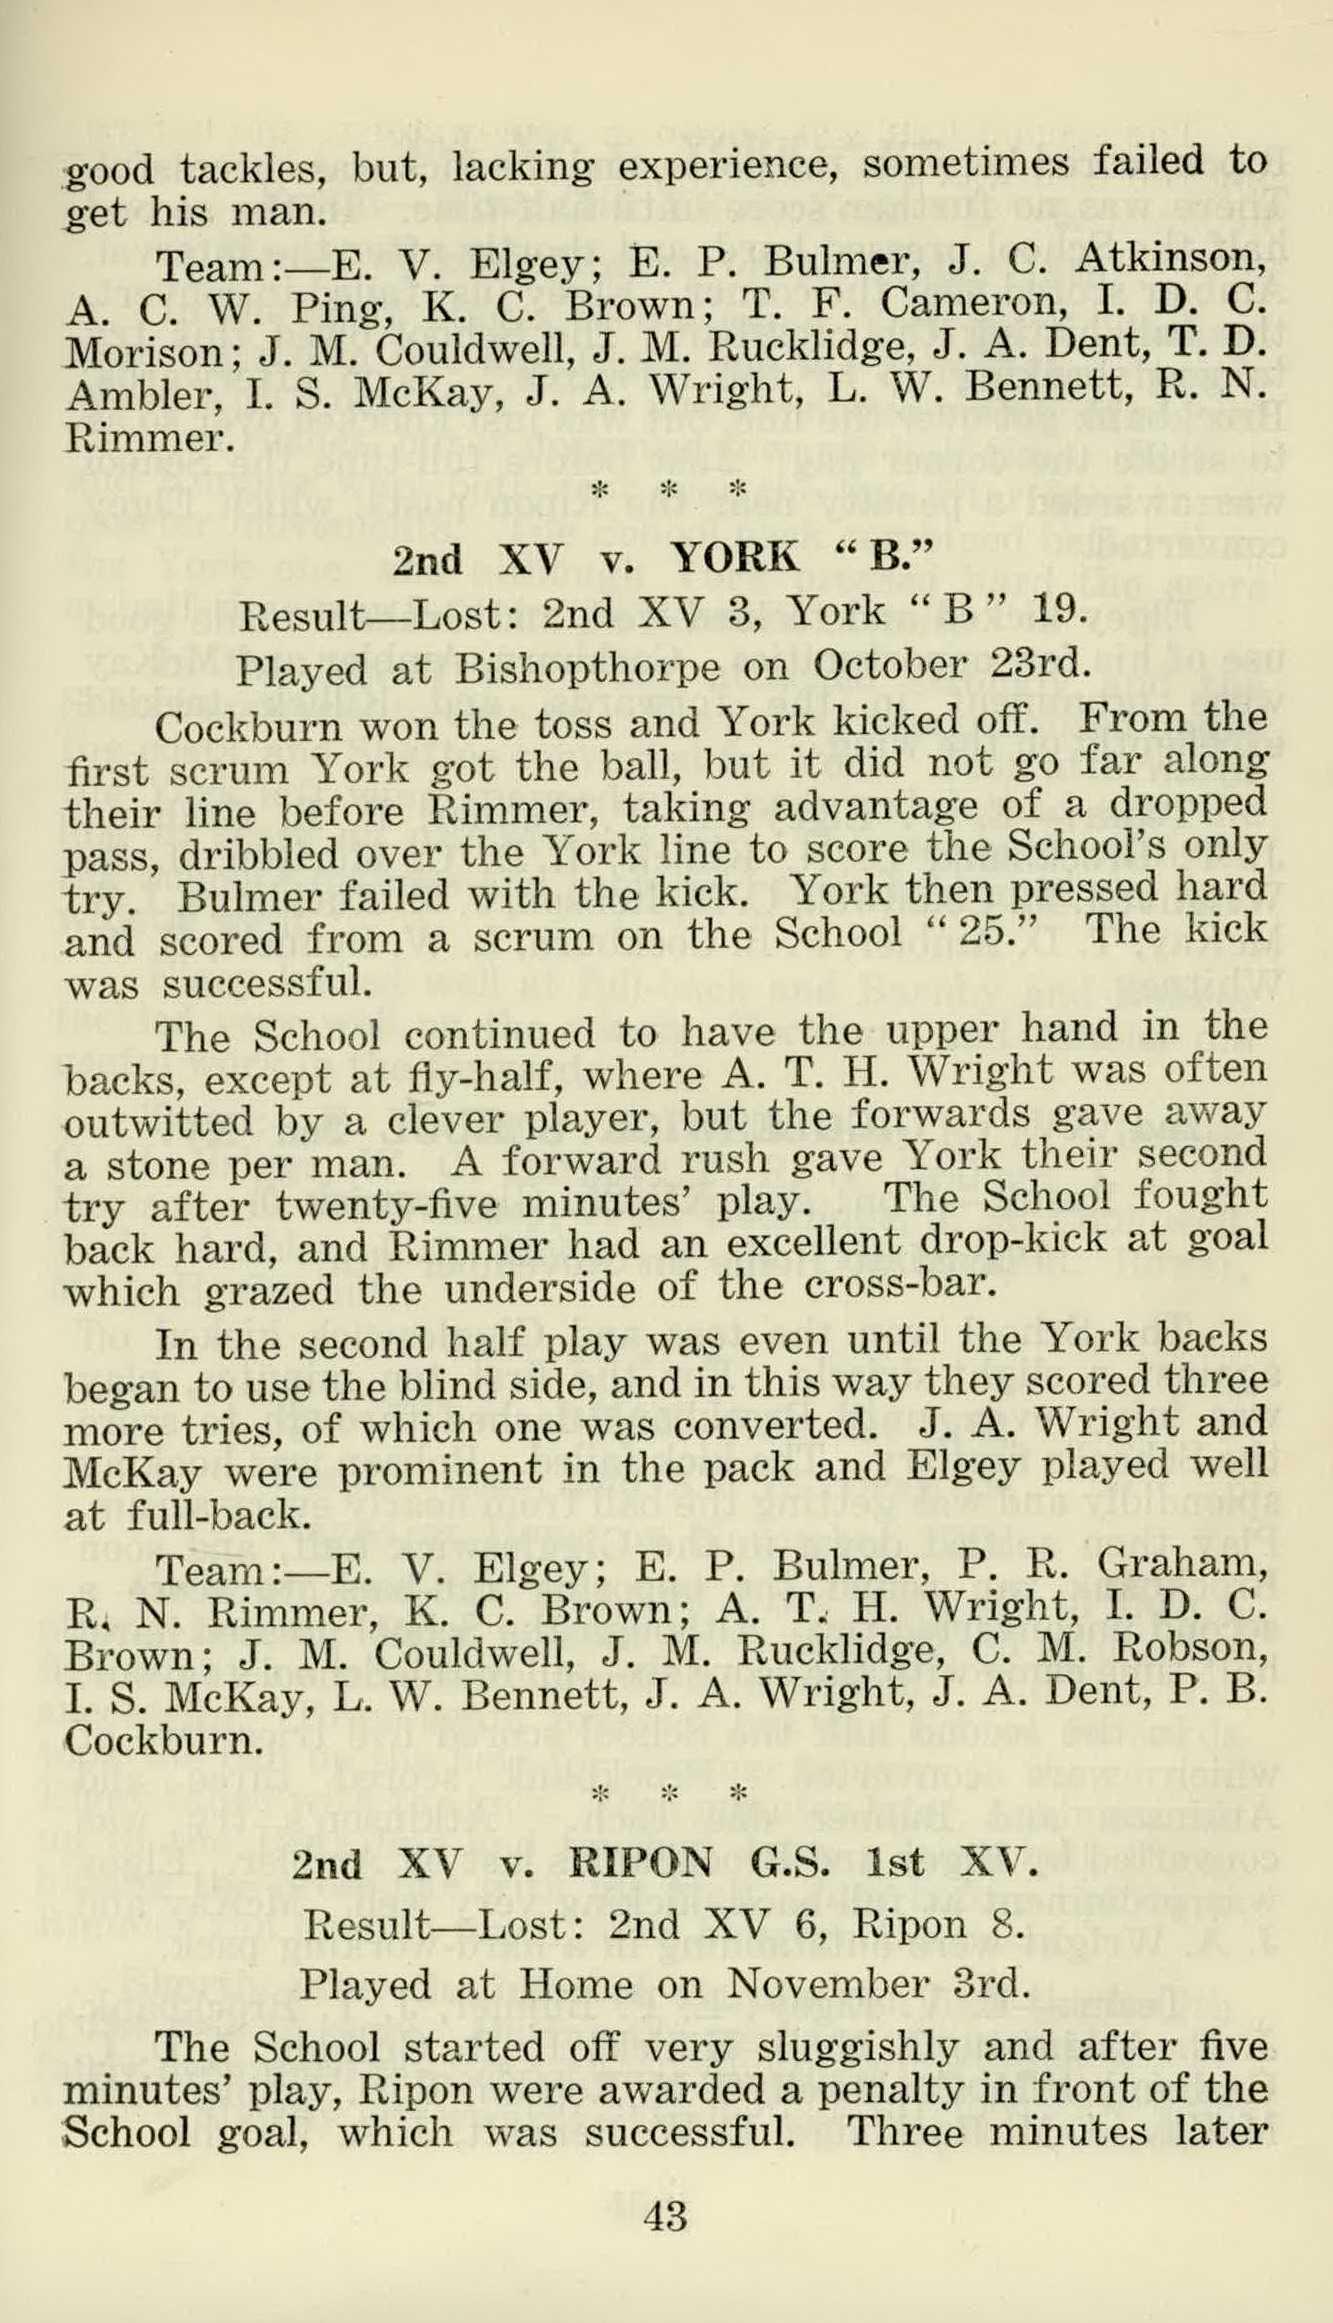 good tackles, but, lacking experience, sometimes failed to
get his man.
Team:—E. V. Elgey; E. P. Bulmer, J. C. Atkinson,
A. C. W. Ping, K. C. Brown; T. F. Cameron, I. D. C.
Morison; J. M. Couldwell, J. M. Rucklidge, J. A. Dent, T. D.
Ambler, I. S. McKay, J. A. Wright, L. W. Bennett, R. N.
Rimmer.
* * *
2nd XV v. YORK “B.”
Result—Lost: 2nd XV 3, York “B” 19.
Played at Bishopthorpe on October 23rd.
Cockburn won the toss and York kicked off. From the
first scrum York got the ball, but it did not go far along
their line before Rimmer, taking advantage of a dropped
pass, dribbled over the York line to score the School’s only
try. Bulmer failed with the kick. York then pressed hard
and scored from a scrum on the School “25.” The kick
was successful.
The School continued to have the upper hand in the
backs, except at fly-half, where A. T. H. Wright was often
outwitted by a clever player, but the forwards gave away
a stone per man. A forward rush gave York their second
try after twenty-five minutes’ play. The School fought
back hard, and Rimmer had an excellent drop-kick at goal
which grazed the underside of the cross-bar.
In the second half play was even until the York backs
began to use the blind side, and in this way they scored three
more tries, of which one was converted. J. A. Wright and
McKay were prominent in the pack and Elgey played well
at full-back.
Team:—E. V. Elgey; E. P. Bulmer, P. R. Graham,
R. N. Rimmer, K. C. Brown; A. T. H. Wright, I. D. C.
Brown; J. M. Couldwell, J. M. Rucklidge, C. M. Robson,
I. S. McKay, L. W. Bennett, J. A. Wright, J. A. Dent, P. B.
Cockburn.
* * *
2nd XV v. RIPON G.S. 1st XV.
Result—Lost: 2nd XV 6, Ripon 8.
Played at Home on November 3rd.
The School started off very sluggishly and after five
minutes’ play, Ripon were awarded a penalty in front of the
School goal, which was successful. Three minutes later
43